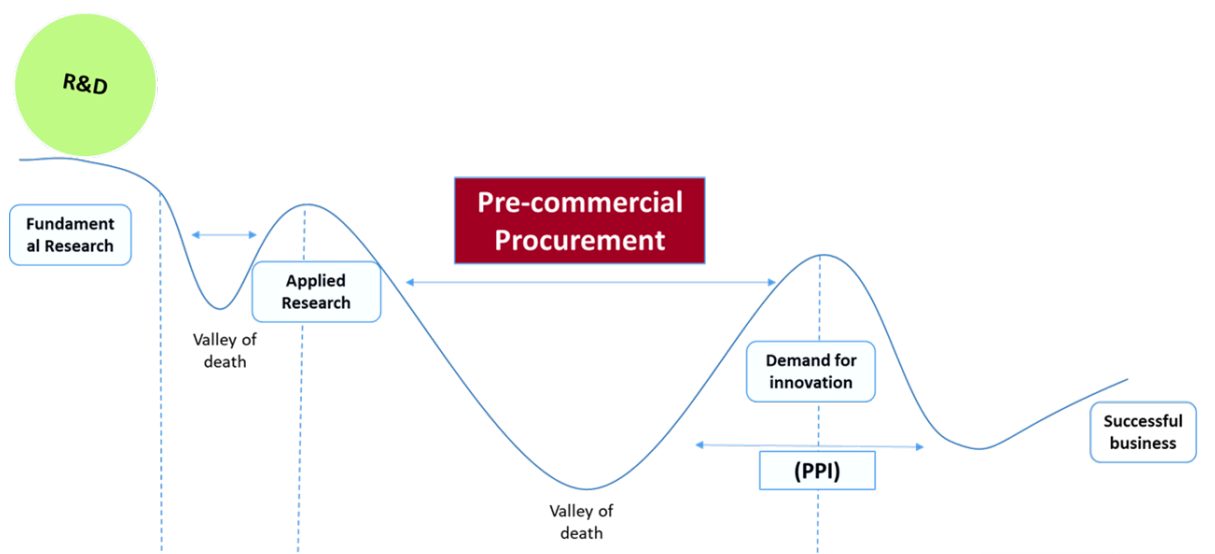 R&D
Fundament
al Research
Valley of
death
Applied
Research
Pre-commercial
Procurement
Valley of
death
Demand for
innovation
(PPI)
Successful
business